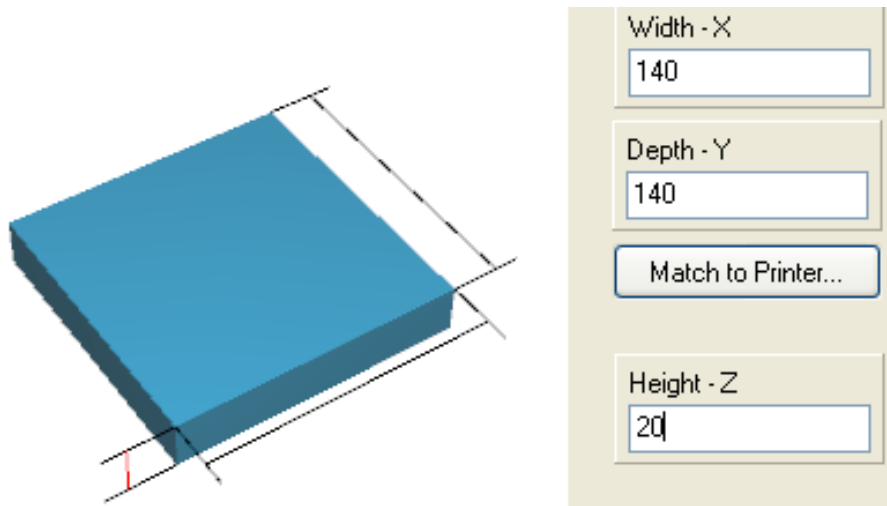 Width - X
140
Depth - Y
140
Match to Printer...
Height - Z
20